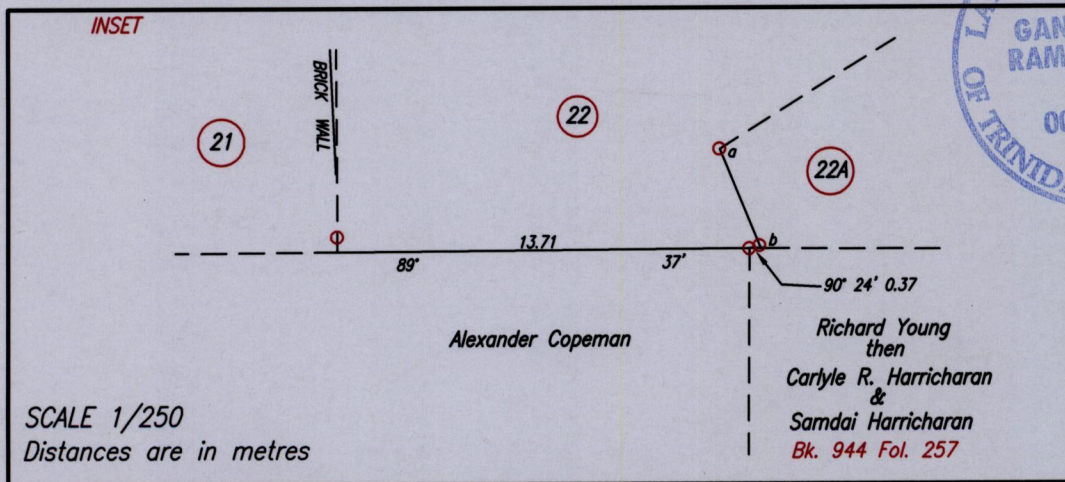 INSET
BRICK WALL
21
22
22A
a
b
13.71
89° 37'
90° 24' 0.37
Alexander Copeman
Richard Young
then
Carlyle R. Harricharan
&
Samdai Harricharan
Bk. 944 Fol. 257
SCALE 1/250
Distances are in metres
OF